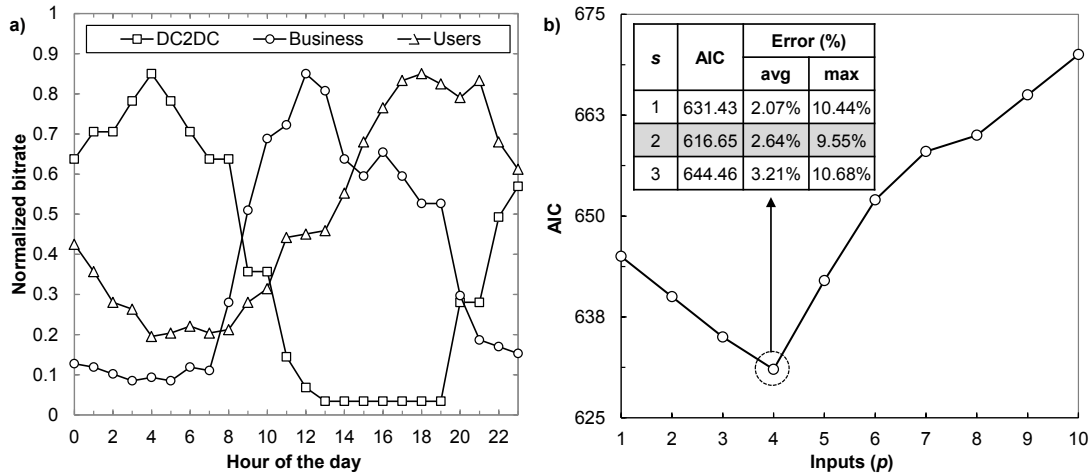 a)
DC2DC Business Users
1
0.9
0.8
0.7
0.6
0.5
0.4
0.3
0.2
0.1
0
Normalized bitrate
0 2 4 6 8 10 12 14 16 18 20 22
Hour of the day
b)
675
663
650
638
625
AIC
s AIC Error (%)
avg max
1 631.43 2.07% 10.44%
2 616.65 2.64% 9.55%
3 644.46 3.21% 10.68%
1 2 3 4 5 6 7 8 9 10
Inputs (p)